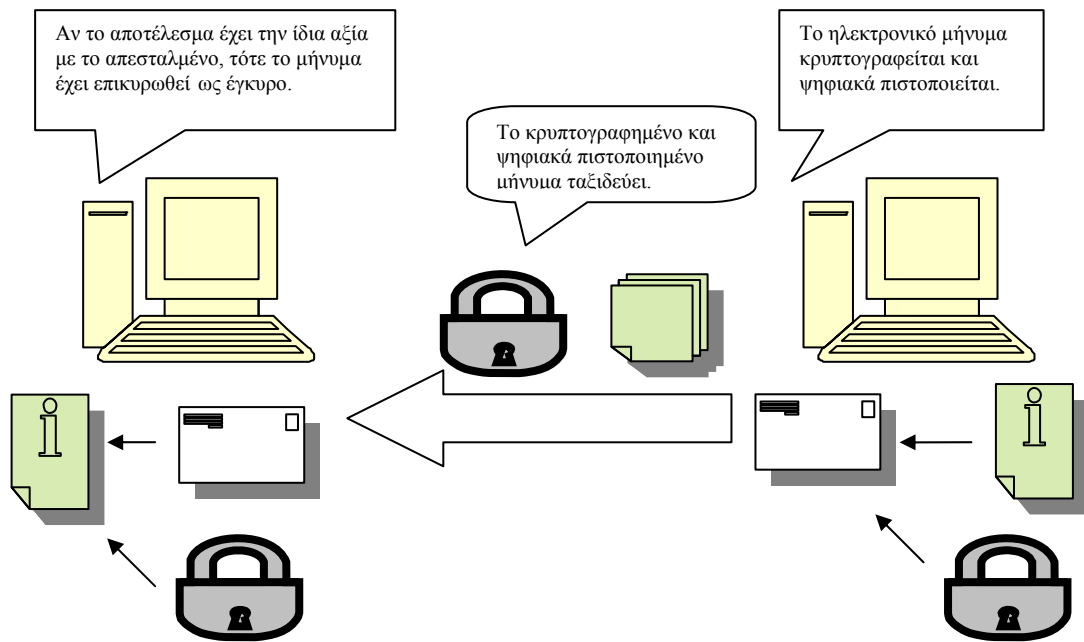 Αν το αποτέλεσμα έχει την ίδια αξία
με το απεσταλμένο, τότε το μήνυμα
έχει επικυρωθεί ως έγκυρο.
Το κρυπτογραφημένο και
ψηφιακά πιστοποιημένο
μήνυμα ταξιδεύει.
Το ηλεκτρονικό μήνυμα
κρυπτογραφείται και
ψηφιακά πιστοποιείται.